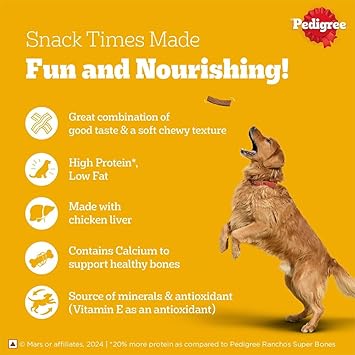 Pedigree
Snack Times Made
Fun and Nourishing!
Great combination of
good taste & a soft chewy texture
High Protein*,
Low Fat
Made with
chicken liver
Contains Calcium to
support healthy bones
Source of minerals & antioxidant
(Vitamin E as an antioxidant)
© Mars or affiliates, 2024 | *20% more protein as compared to Pedigree Ranchos Super Bones